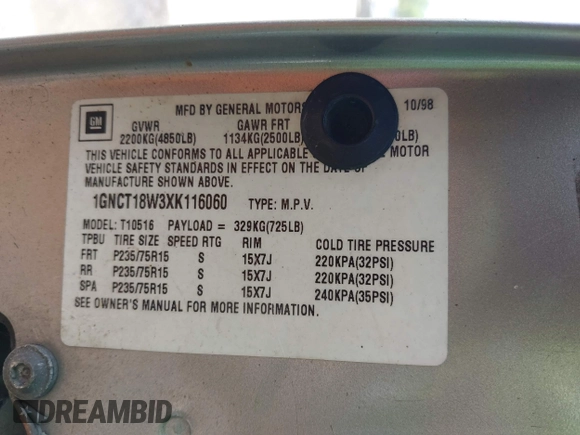 MFD BY GENERAL MOTORS 10/98
GM
GVWR GAWR FRT
2200KG(4850LB) 1134KG(2500LB) LB)
THIS VEHICLE CONFORMS TO ALL APPLICABLE MOTOR
VEHICLE SAFETY STANDARDS IN EFFECT ON THE DATE OF
MANUFACTURE SHOWN ABOVE.
1GNCT18W3XK116060 TYPE: M.P.V.
MODEL: T10516 PAYLOAD = 329KG(725LB)
TPBU TIRE SIZE SPEED RTG RIM COLD TIRE PRESSURE
FRT P235/75R15 S 15X7J 220KPA(32PSI)
RR P235/75R15 S 15X7J 220KPA(32PSI)
SPA P235/75R15 S 15X7J 240KPA(35PSI)
SEE OWNER'S MANUAL FOR MORE INFORMATION.
DREAMBID